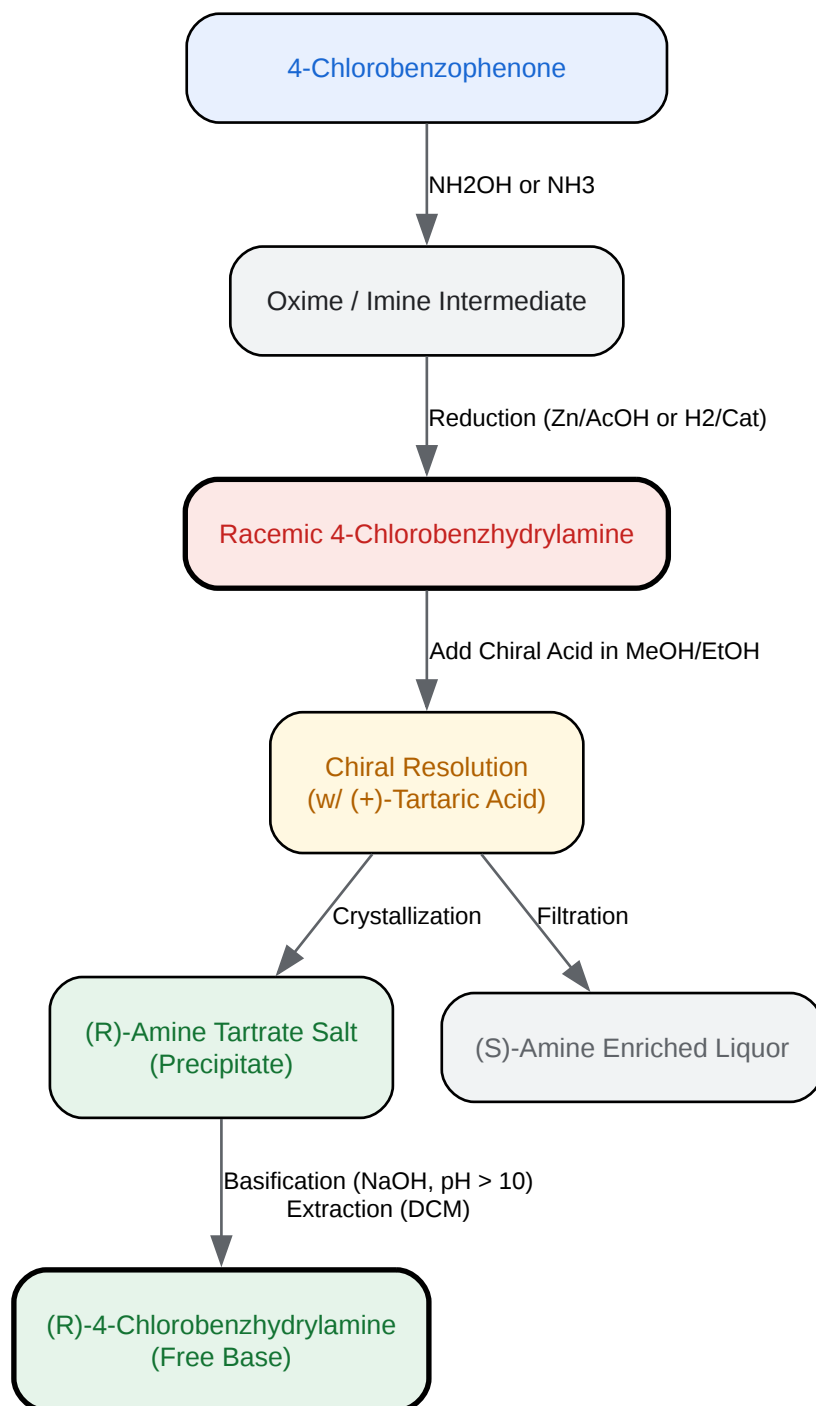 4-Chlorobenzophenone
NH2OH or NH3
Oxime / Imine Intermediate
Reduction (Zn/AcOH or H2/Cat)
Racemic 4-Chlorobenzhydrylamine
Add Chiral Acid in MeOH/EtOH
Chiral Resolution
(w/ (+)-Tartaric Acid)
Crystallization
Filtration
(R)-Amine Tartrate Salt
(Precipitate)
(S)-Amine Enriched Liquor
Basification (NaOH, pH > 10)
Extraction (DCM)
(R)-4-Chlorobenzhydrylamine
(Free Base)